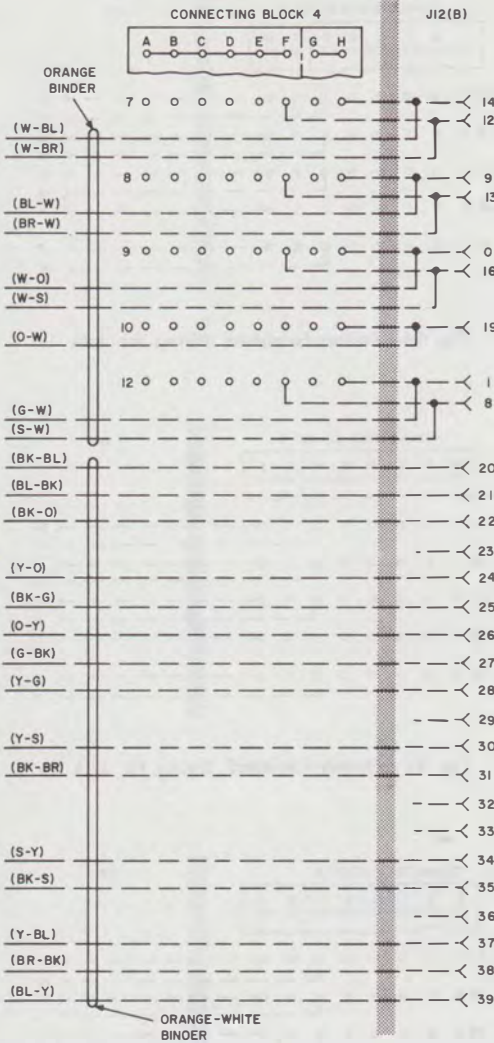 CONNECTING BLOCK 4 J12(B)
A B C D E F G H
ORANGE
BINDER
7 14
12
(W-BL)
(W-BR)
8 9
13
(BL-W)
(BR-W)
9 0
18
(W-O)
(W-S)
10 19
(O-W)
12 1
8
(G-W)
(S-W)
(BK-BL) 20
(BL-BK) 21
(BK-O) 22
23
(Y-O) 24
(BK-G) 25
(O-Y) 26
(G-BK) 27
(Y-G) 28
29
(Y-S) 30
(BK-BR) 31
32
33
(S-Y) 34
(BK-S) 35
36
(Y-BL) 37
(BR-BK) 38
(BL-Y) 39
ORANGE-WHITE
BINDER